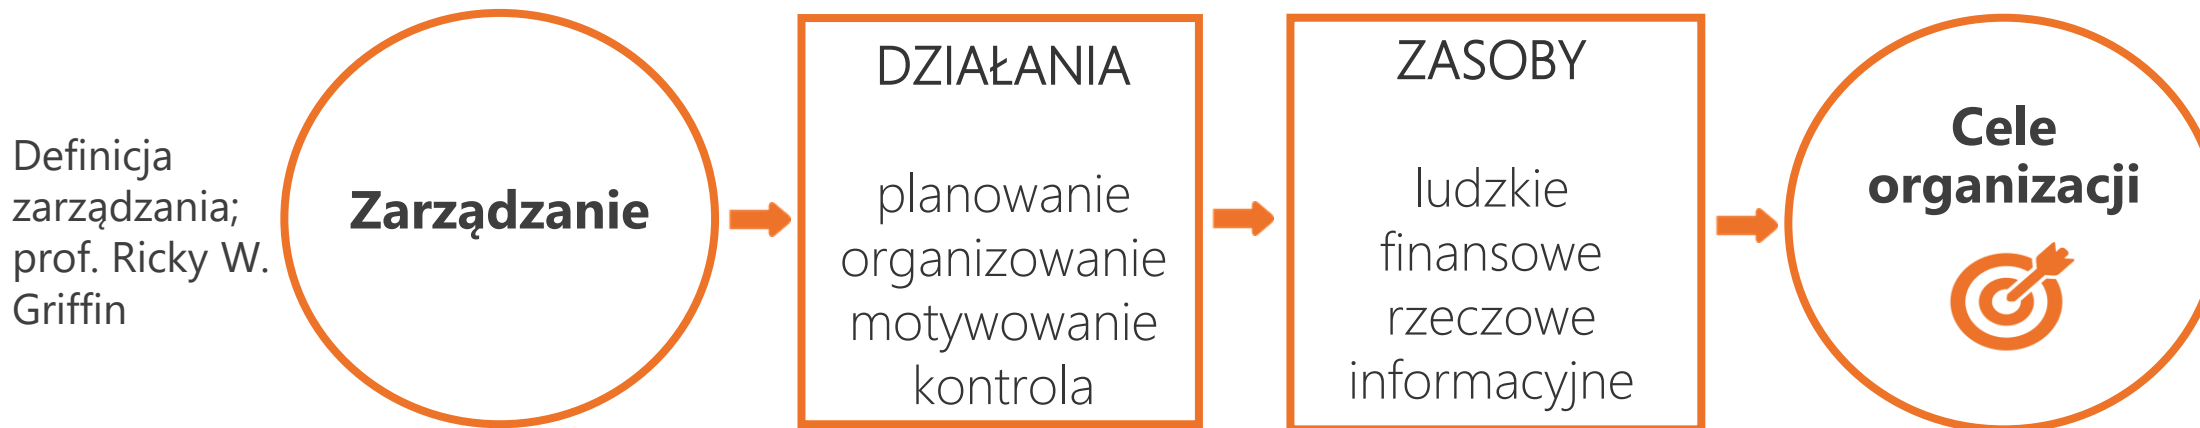 Definicja
zarządzania;
prof. Ricky W.
Griffin
Zarządzanie
DZIAŁANIA
planowanie
organizowanie
motywowanie
kontrola
ZASOBY
ludzkie
finansowe
rzeczowe
informacyjne
Cele
organizacji